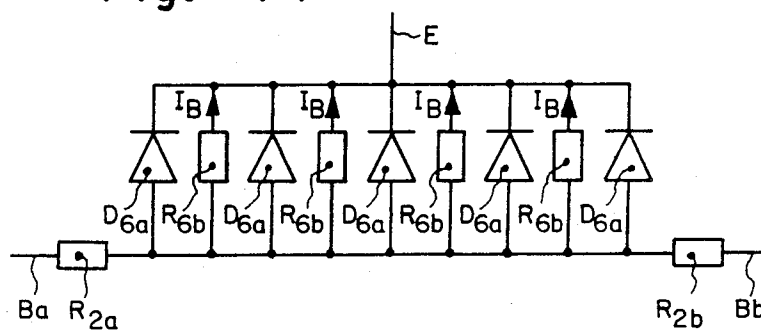 E
I_B I_B I_B I_B
D_6a R_6b D_6a R_6b D_6a R_6b D_6a R_6b D_6a
Ba R_2a R_2b Bb